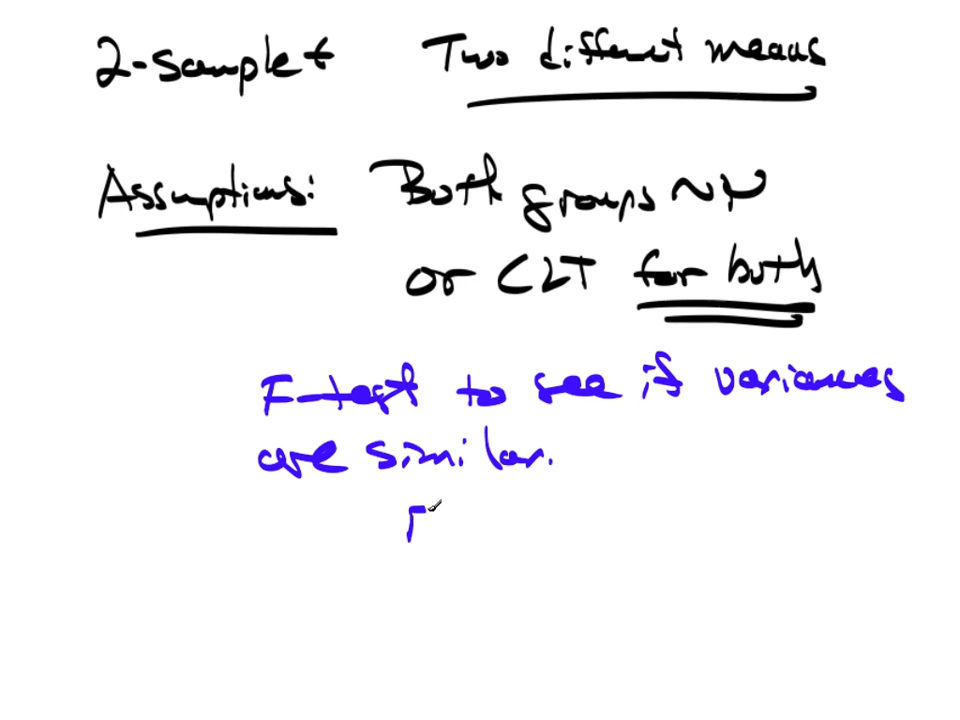 2-sample t Two different means
Assumptions: Both groups ~N
or CLT for both
F-test to see if variances
are similar.